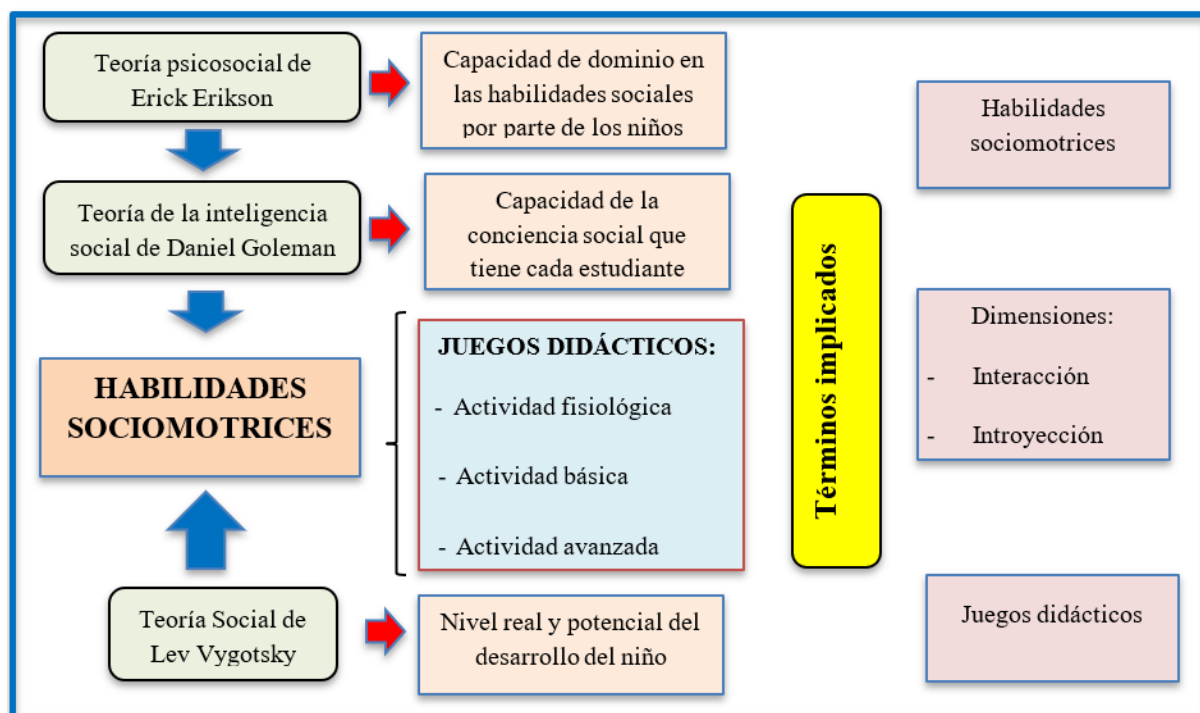 Teoría psicosocial de
Erick Erikson
Capacidad de dominio en
las habilidades sociales
por parte de los niños
Teoría de la inteligencia
social de Daniel Goleman
Capacidad de la
conciencia social que
tiene cada estudiante
HABILIDADES
SOCIOMOTRICES
JUEGOS DIDÁCTICOS:
- Actividad fisiológica
- Actividad básica
- Actividad avanzada
Teoría Social de
Lev Vygotsky
Nivel real y potencial del
desarrollo del niño
Términos implicados
Habilidades
sociomotrices
Dimensiones:
- Interacción
- Introyección
Juegos didácticos